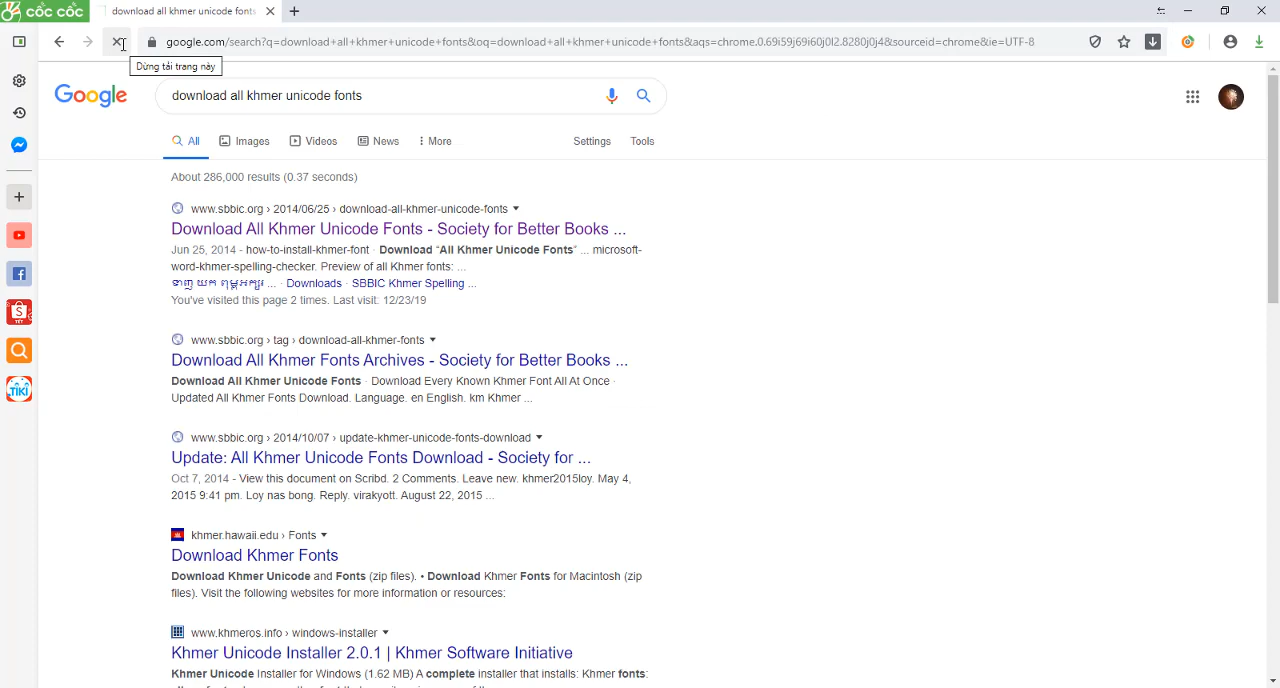 cốc cốc
download all khmer unicode fonts
google.com/search?q=download+all+khmer+unicode+fonts&oq=download+all+khmer+unicode+fonts&aqs=chrome.0.69i59j69i60j0l2.8280j0j4&sourceid=chrome&ie=UTF-8
Dừng tải trang này
Google
download all khmer unicode fonts
All Images Videos News More Settings Tools
About 286,000 results (0.37 seconds)
www.sbbic.org › 2014/06/25 › download-all-khmer-unicode-fonts
Download All Khmer Unicode Fonts - Society for Better Books ...
Jun 25, 2014 - how-to-install-khmer-font · Download "All Khmer Unicode Fonts" ... microsoft-
word-khmer-spelling-checker. Preview of all Khmer fonts: ...
ទាញ យក ពុម្ពអក្សរ ... · Downloads · SBBIC Khmer Spelling ...
You've visited this page 2 times. Last visit: 12/23/19
www.sbbic.org › tag › download-all-khmer-fonts
Download All Khmer Fonts Archives - Society for Better Books ...
Download All Khmer Unicode Fonts · Download Every Known Khmer Font All At Once ·
Updated All Khmer Fonts Download. Language. en English. km Khmer ...
www.sbbic.org › 2014/10/07 › update-khmer-unicode-fonts-download
Update: All Khmer Unicode Fonts Download - Society for ...
Oct 7, 2014 - View this document on Scribd. 2 Comments. Leave new. khmer2015loy. May 4,
2015 9:41 pm. Loy nas bong. Reply. virakyott. August 22, 2015 ...
khmer.hawaii.edu › Fonts
Download Khmer Fonts
Download Khmer Unicode and Fonts (zip files). • Download Khmer Fonts for Macintosh (zip
files). Visit the following websites for more information or resources:
www.khmeros.info › windows-installer
Khmer Unicode Installer 2.0.1 | Khmer Software Initiative
Khmer Unicode Installer for Windows (1.62 MB) A complete installer that installs: Khmer fonts:
TIKI